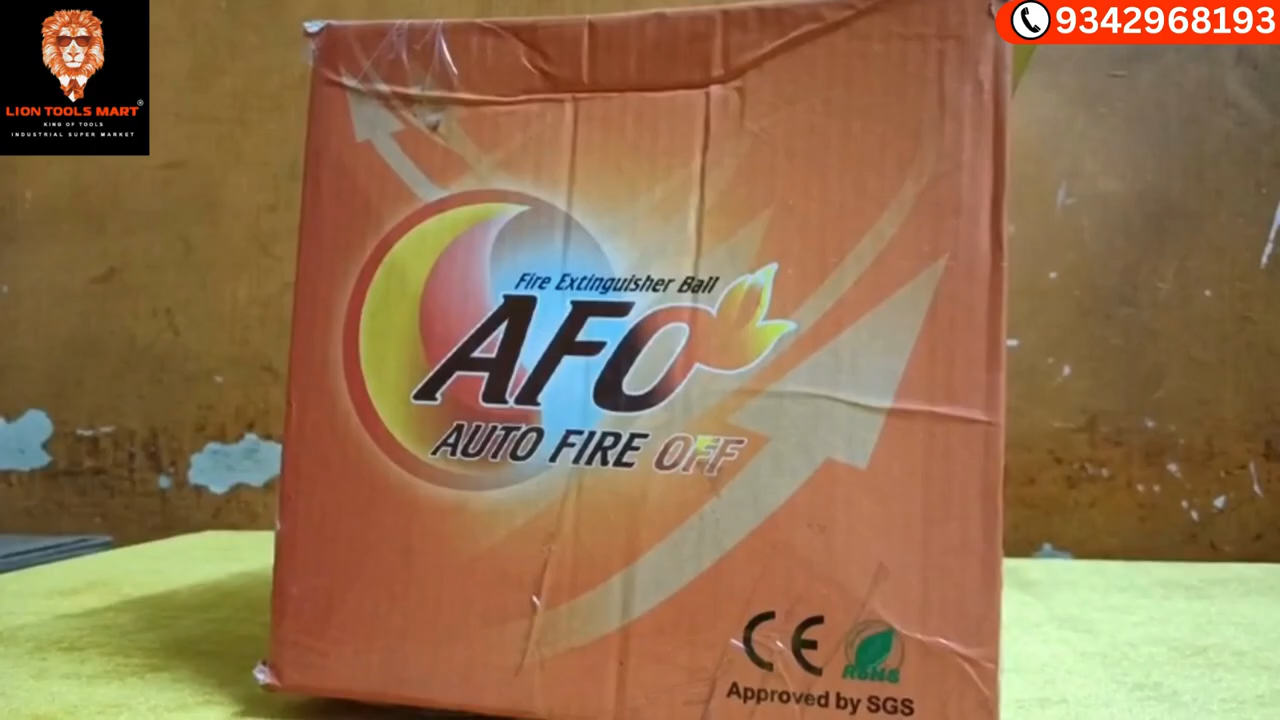 LION TOOLS MART®
KING OF TOOLS
INDUSTRIAL SUPER MARKET
9342968193
Fire Extinguisher Ball
AFO
AUTO FIRE OFF
CE
RoHS
Approved by SGS